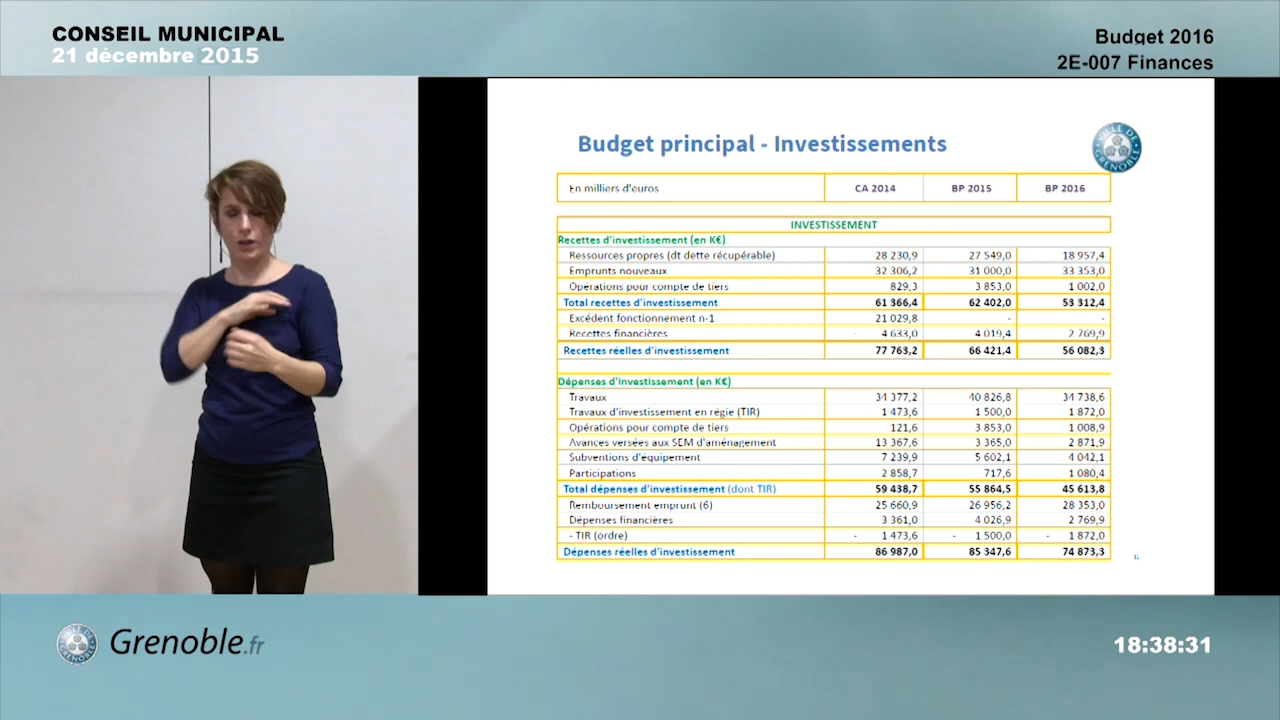 CONSEIL MUNICIPAL
21 décembre 2015
Budget 2016
2E-007 Finances
Budget principal - Investissements
VILLE DE GRENOBLE
En milliers d'euros CA 2014 BP 2015 BP 2016
INVESTISSEMENT
Recettes d'investissement (en K€)
Ressources propres (dt dette récupérable) 28 230,9 27 549,0 18 957,4
Emprunts nouveaux 32 306,2 31 000,0 33 353,0
Opérations pour compte de tiers 829,3 3 853,0 1 002,0
Total recettes d'investissement 61 366,4 62 402,0 53 312,4
Excédent fonctionnement n-1 21 029,8 - -
Recettes financières - 4 633,0 4 019,4 2 769,9
Recettes réelles d'investissement 77 763,2 66 421,4 56 082,3
Dépenses d'investissement (en K€)
Travaux 34 377,2 40 826,8 34 738,6
Travaux d'investissement en régie (TIR) 1 473,6 1 500,0 1 872,0
Opérations pour compte de tiers 121,6 3 853,0 1 008,9
Avances versées aux SEM d'aménagement 13 367,6 3 365,0 2 871,9
Subventions d'équipement 7 239,9 5 602,1 4 042,1
Participations 2 858,7 717,6 1 080,4
Total dépenses d'investissement (dont TIR) 59 438,7 55 864,5 45 613,8
Remboursement emprunt (6) 25 660,9 26 956,2 28 353,0
Dépenses financières 3 361,0 4 026,9 2 769,9
- TIR (ordre) - 1 473,6 - 1 500,0 - 1 872,0
Dépenses réelles d'investissement 86 987,0 85 347,6 74 873,3
6
VILLE DE GRENOBLE
Grenoble.fr
18:38:31